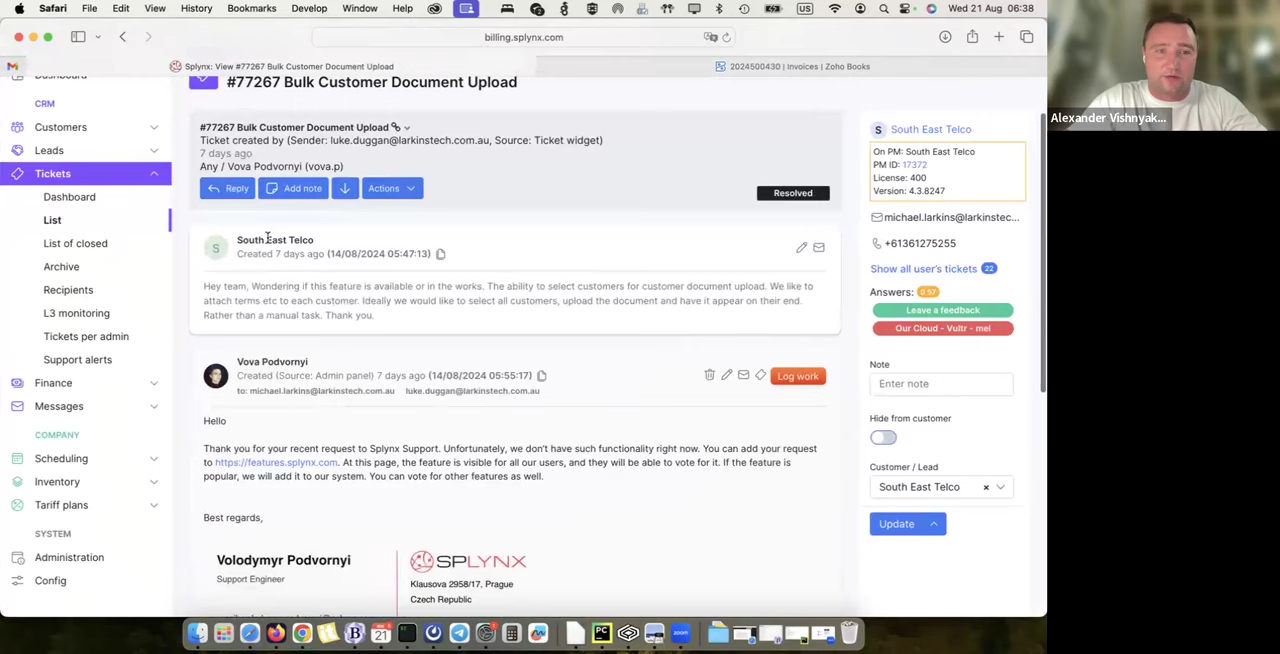 Safari File Edit View History Bookmarks Develop Window Help US Wed 21 Aug 06:38
billing.splynx.com
Splynx: View #77267 Bulk Customer Document Upload
2024500430 | Invoices | Zoho Books
Dashboard
CRM
Customers
Leads
Tickets
Dashboard
List
List of closed
Archive
Recipients
L3 monitoring
Tickets per admin
Support alerts
Finance
Messages
COMPANY
Scheduling
Inventory
Tariff plans
SYSTEM
Administration
Config
#77267 Bulk Customer Document Upload
#77267 Bulk Customer Document Upload
Ticket created by (Sender: luke.duggan@larkinstech.com.au, Source: Ticket widget)
7 days ago
Any / Vova Podvornyi (vova.p)
Reply Add note Actions
Resolved
S
South East Telco
Created 7 days ago (14/08/2024 05:47:13)
Hey team, Wondering if this feature is available or in the works. The ability to select customers for customer document upload. We like to
attach terms etc to each customer. Ideally we would like to select all customers, upload the document and have it appear on their end.
Rather than a manual task. Thank you.
Vova Podvornyi
Created (Source: Admin panel) 7 days ago (14/08/2024 05:55:17)
to: michael.larkins@larkinstech.com.au luke.duggan@larkinstech.com.au
Log work
Hello
Thank you for your recent request to Splynx Support. Unfortunately, we don't have such functionality right now. You can add your request
to https://features.splynx.com. At this page, the feature is visible for all our users, and they will be able to vote for it. If the feature is
popular, we will add it to our system. You can vote for other features as well.
Best regards,
Volodymyr Podvornyi
Support Engineer
SPLYNX
Klausova 2958/17, Prague
Czech Republic
S South East Telco
On PM: South East Telco
PM ID: 17372
License: 400
Version: 4.3.8247
michael.larkins@larkinstec...
+61361275255
Show all user's tickets 22
Answers: 0.57
Leave a feedback
Our Cloud - Vultr - mel
Note
Enter note
Hide from customer
Customer / Lead
South East Telco ×
Update
Alexander Vishnyak...
21
PC
zoom